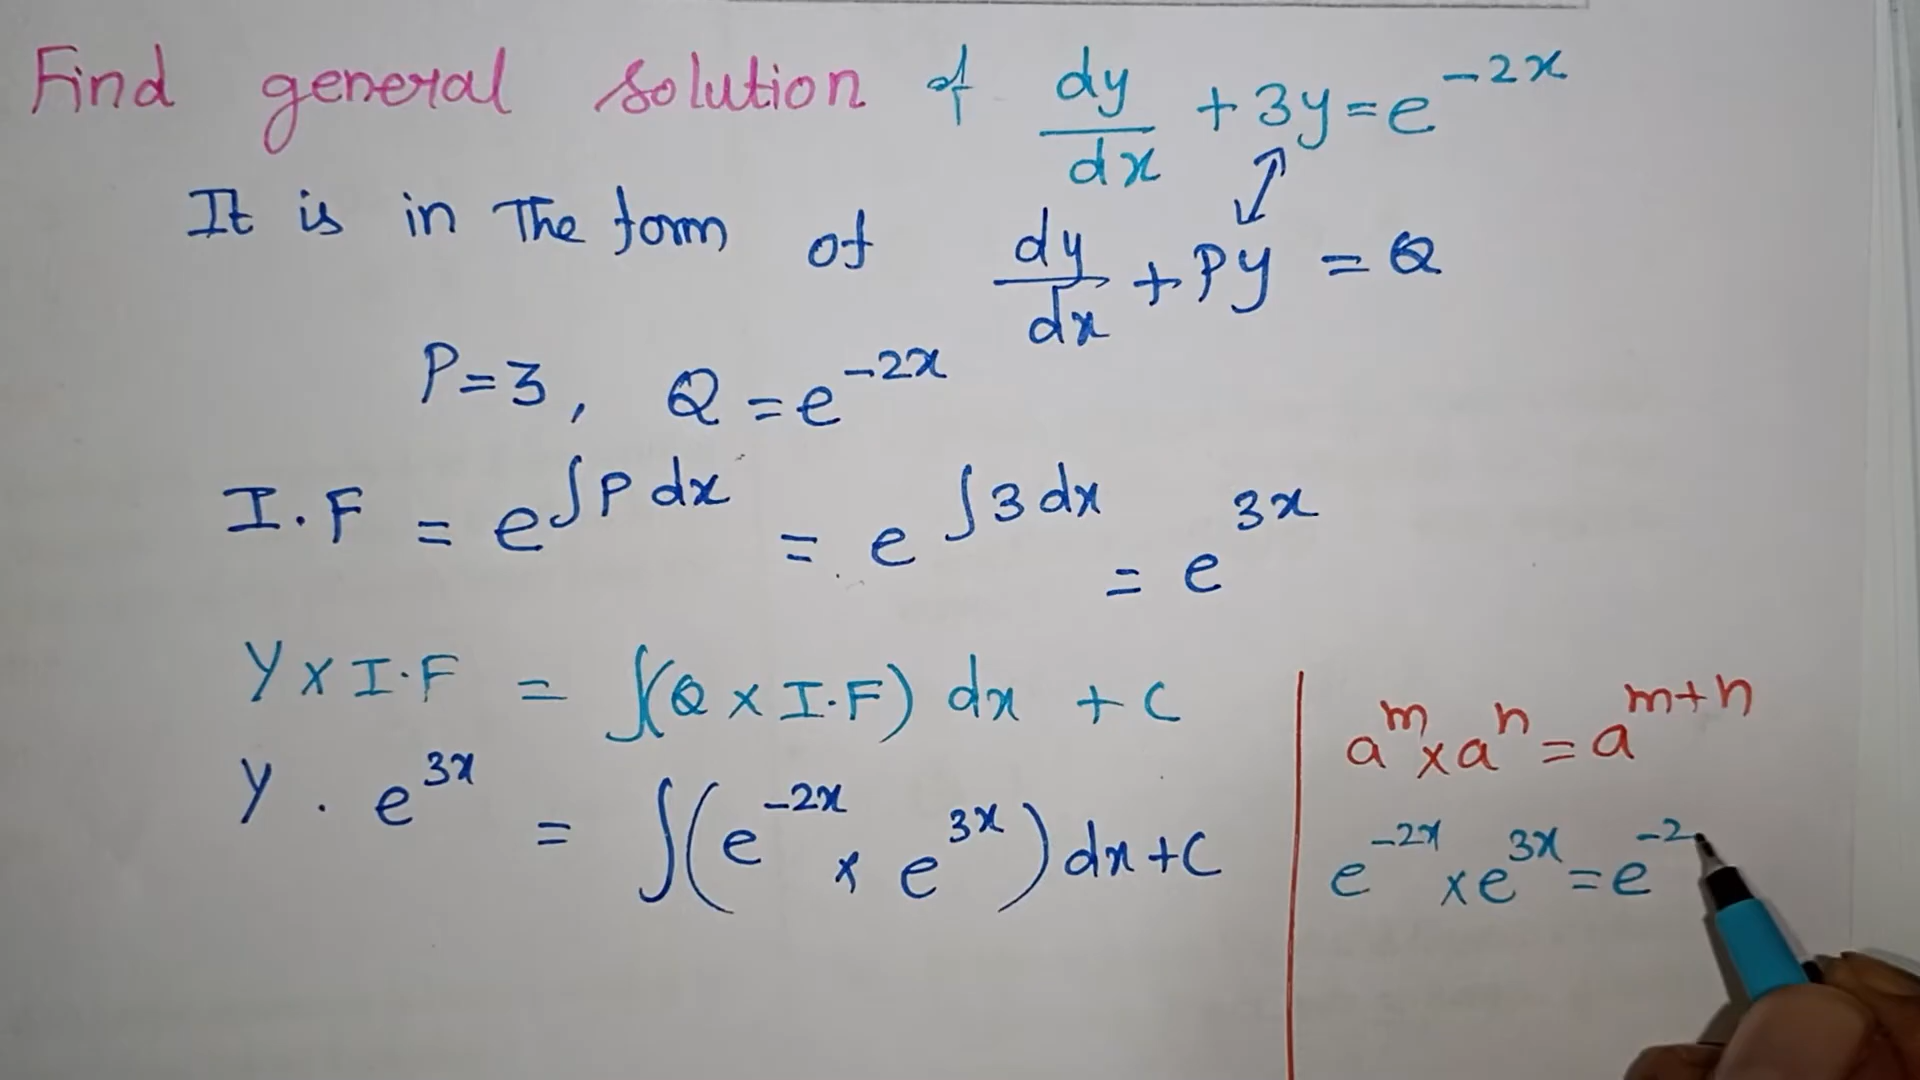 Find general solution of dy/dx + 3y = e^-2x
It is in The form of dy/dx + Py = Q
P = 3, Q = e^-2x
I.F = e^∫P dx = e^∫3 dx = e^3x
y x I.F = ∫(Q x I.F) dx + C
y . e^3x = ∫(e^-2x x e^3x) dx + C
a^m x a^n = a^m+n
e^-2x x e^3x = e^-2